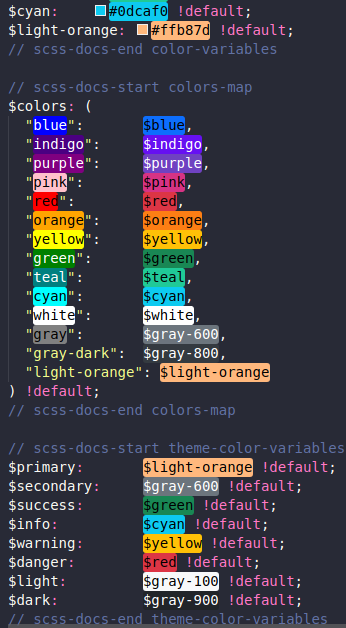 $cyan:    #0dcaf0 !default;
$light-orange: #ffb87d !default;
// scss-docs-end color-variables

// scss-docs-start colors-map
$colors: (
  "blue":       $blue,
  "indigo":     $indigo,
  "purple":     $purple,
  "pink":       $pink,
  "red":        $red,
  "orange":     $orange,
  "yellow":     $yellow,
  "green":      $green,
  "teal":       $teal,
  "cyan":       $cyan,
  "white":      $white,
  "gray":       $gray-600,
  "gray-dark":  $gray-800,
  "light-orange": $light-orange
) !default;
// scss-docs-end colors-map

// scss-docs-start theme-color-variables
$primary:       $light-orange !default;
$secondary:     $gray-600 !default;
$success:       $green !default;
$info:          $cyan !default;
$warning:       $yellow !default;
$danger:        $red !default;
$light:         $gray-100 !default;
$dark:          $gray-900 !default;
// scss-docs-end theme-color-variables